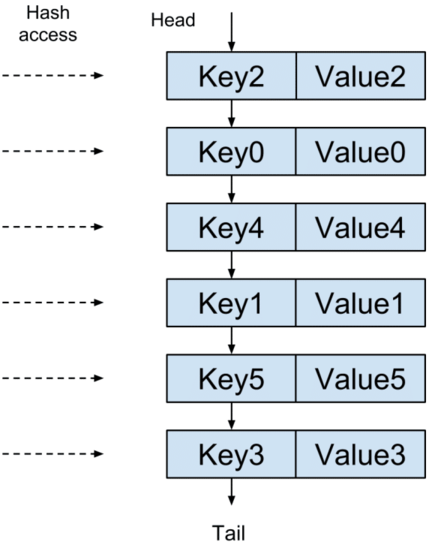 Hash
access
Head
Key2 Value2
Key0 Value0
Key4 Value4
Key1 Value1
Key5 Value5
Key3 Value3
Tail